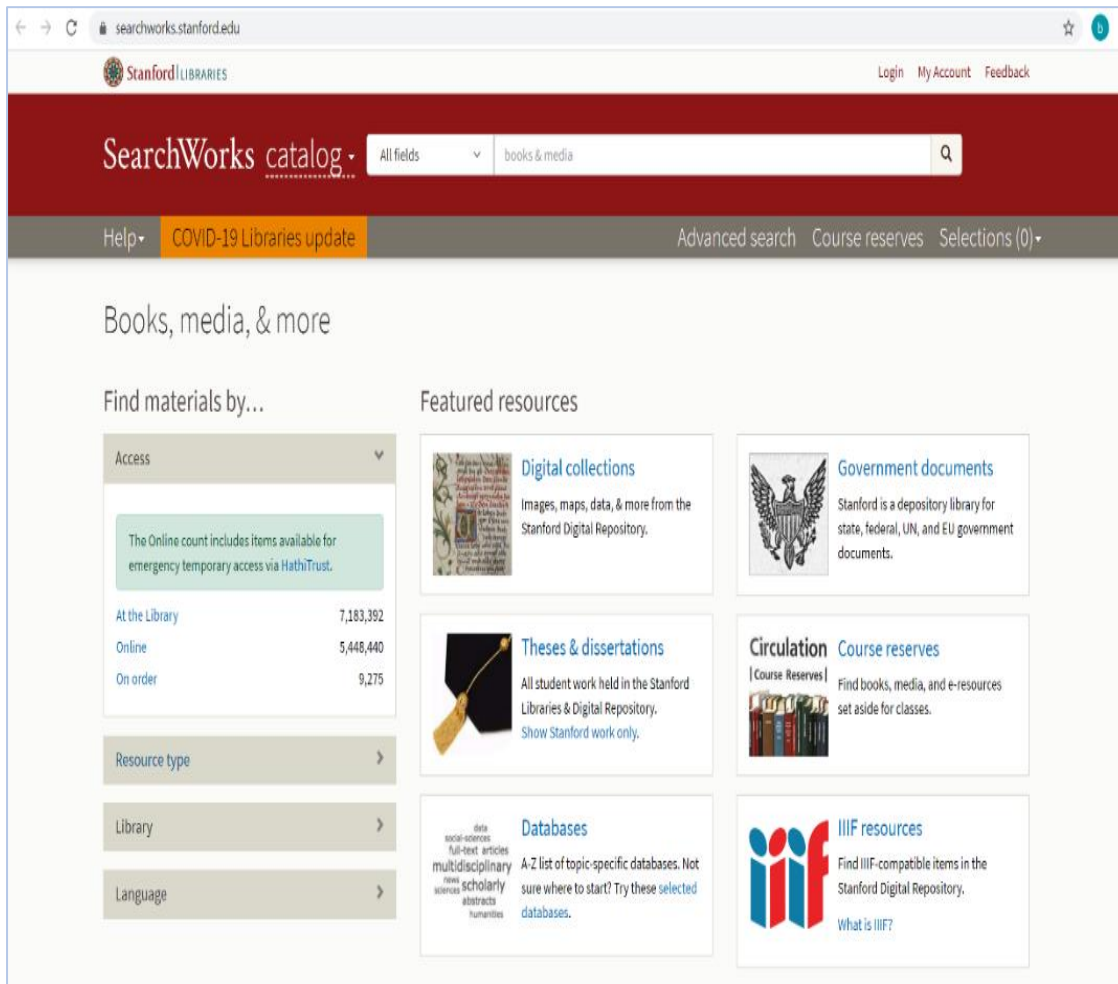 searchworks.stanford.edu
b
Stanford LIBRARIES
Login My Account Feedback
SearchWorks catalog
All fields
books & media
Help
COVID-19 Libraries update
Advanced search Course reserves Selections (0)
Books, media, & more
Find materials by...
Access
The Online count includes items available for
emergency temporary access via HathiTrust.
At the Library 7,183,392
Online 5,448,440
On order 9,275
Resource type
Library
Language
Featured resources
Digital collections
Images, maps, data, & more from the
Stanford Digital Repository.
Government documents
Stanford is a depository library for
state, federal, UN, and EU government
documents.
Theses & dissertations
All student work held in the Stanford
Libraries & Digital Repository.
Show Stanford work only.
Circulation
Course Reserves
Course reserves
Find books, media, and e-resources
set aside for classes.
data
social-sciences
full-text articles
multidisciplinary
news
sciences scholarly
abstracts
humanities
Databases
A-Z list of topic-specific databases. Not
sure where to start? Try these selected
databases.
iiif
IIIF resources
Find IIIF-compatible items in the
Stanford Digital Repository.
What is IIIF?